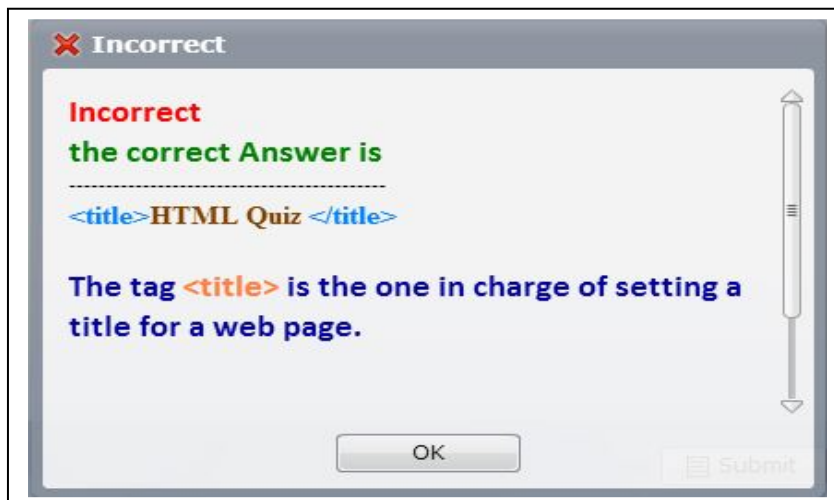 Incorrect
Incorrect
the correct Answer is
--------------------------------------------
<title>HTML Quiz </title>
The tag <title> is the one in charge of setting a
title for a web page.
OK
Submit